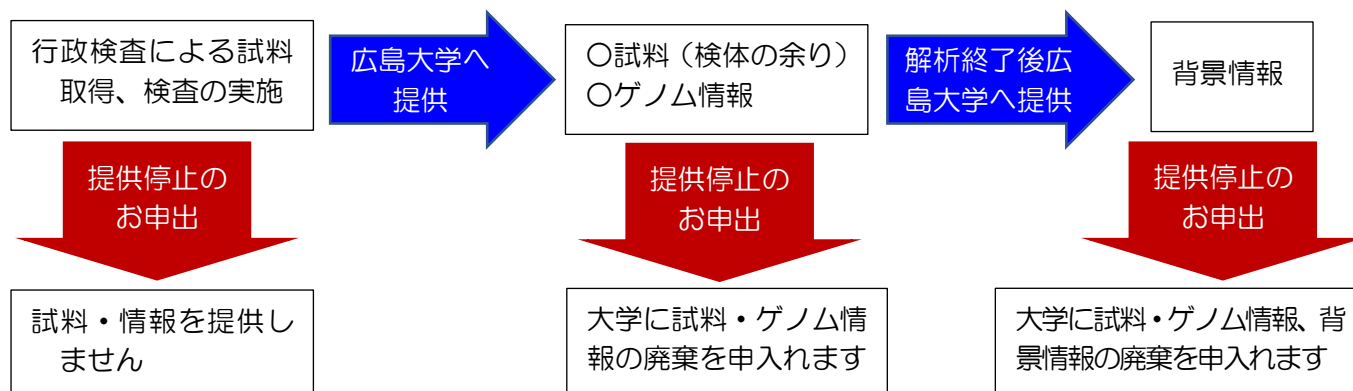 行政検査による試料
取得、検査の実施
広島大学へ
提供
〇試料（検体の余り）
〇ゲノム情報
解析終了後広
島大学へ提供
背景情報
提供停止の
お申出
提供停止の
お申出
提供停止の
お申出
試料・情報を提供し
ません
大学に試料・ゲノム情
報の廃棄を申入れます
大学に試料・ゲノム情報、背
景情報の廃棄を申入れます